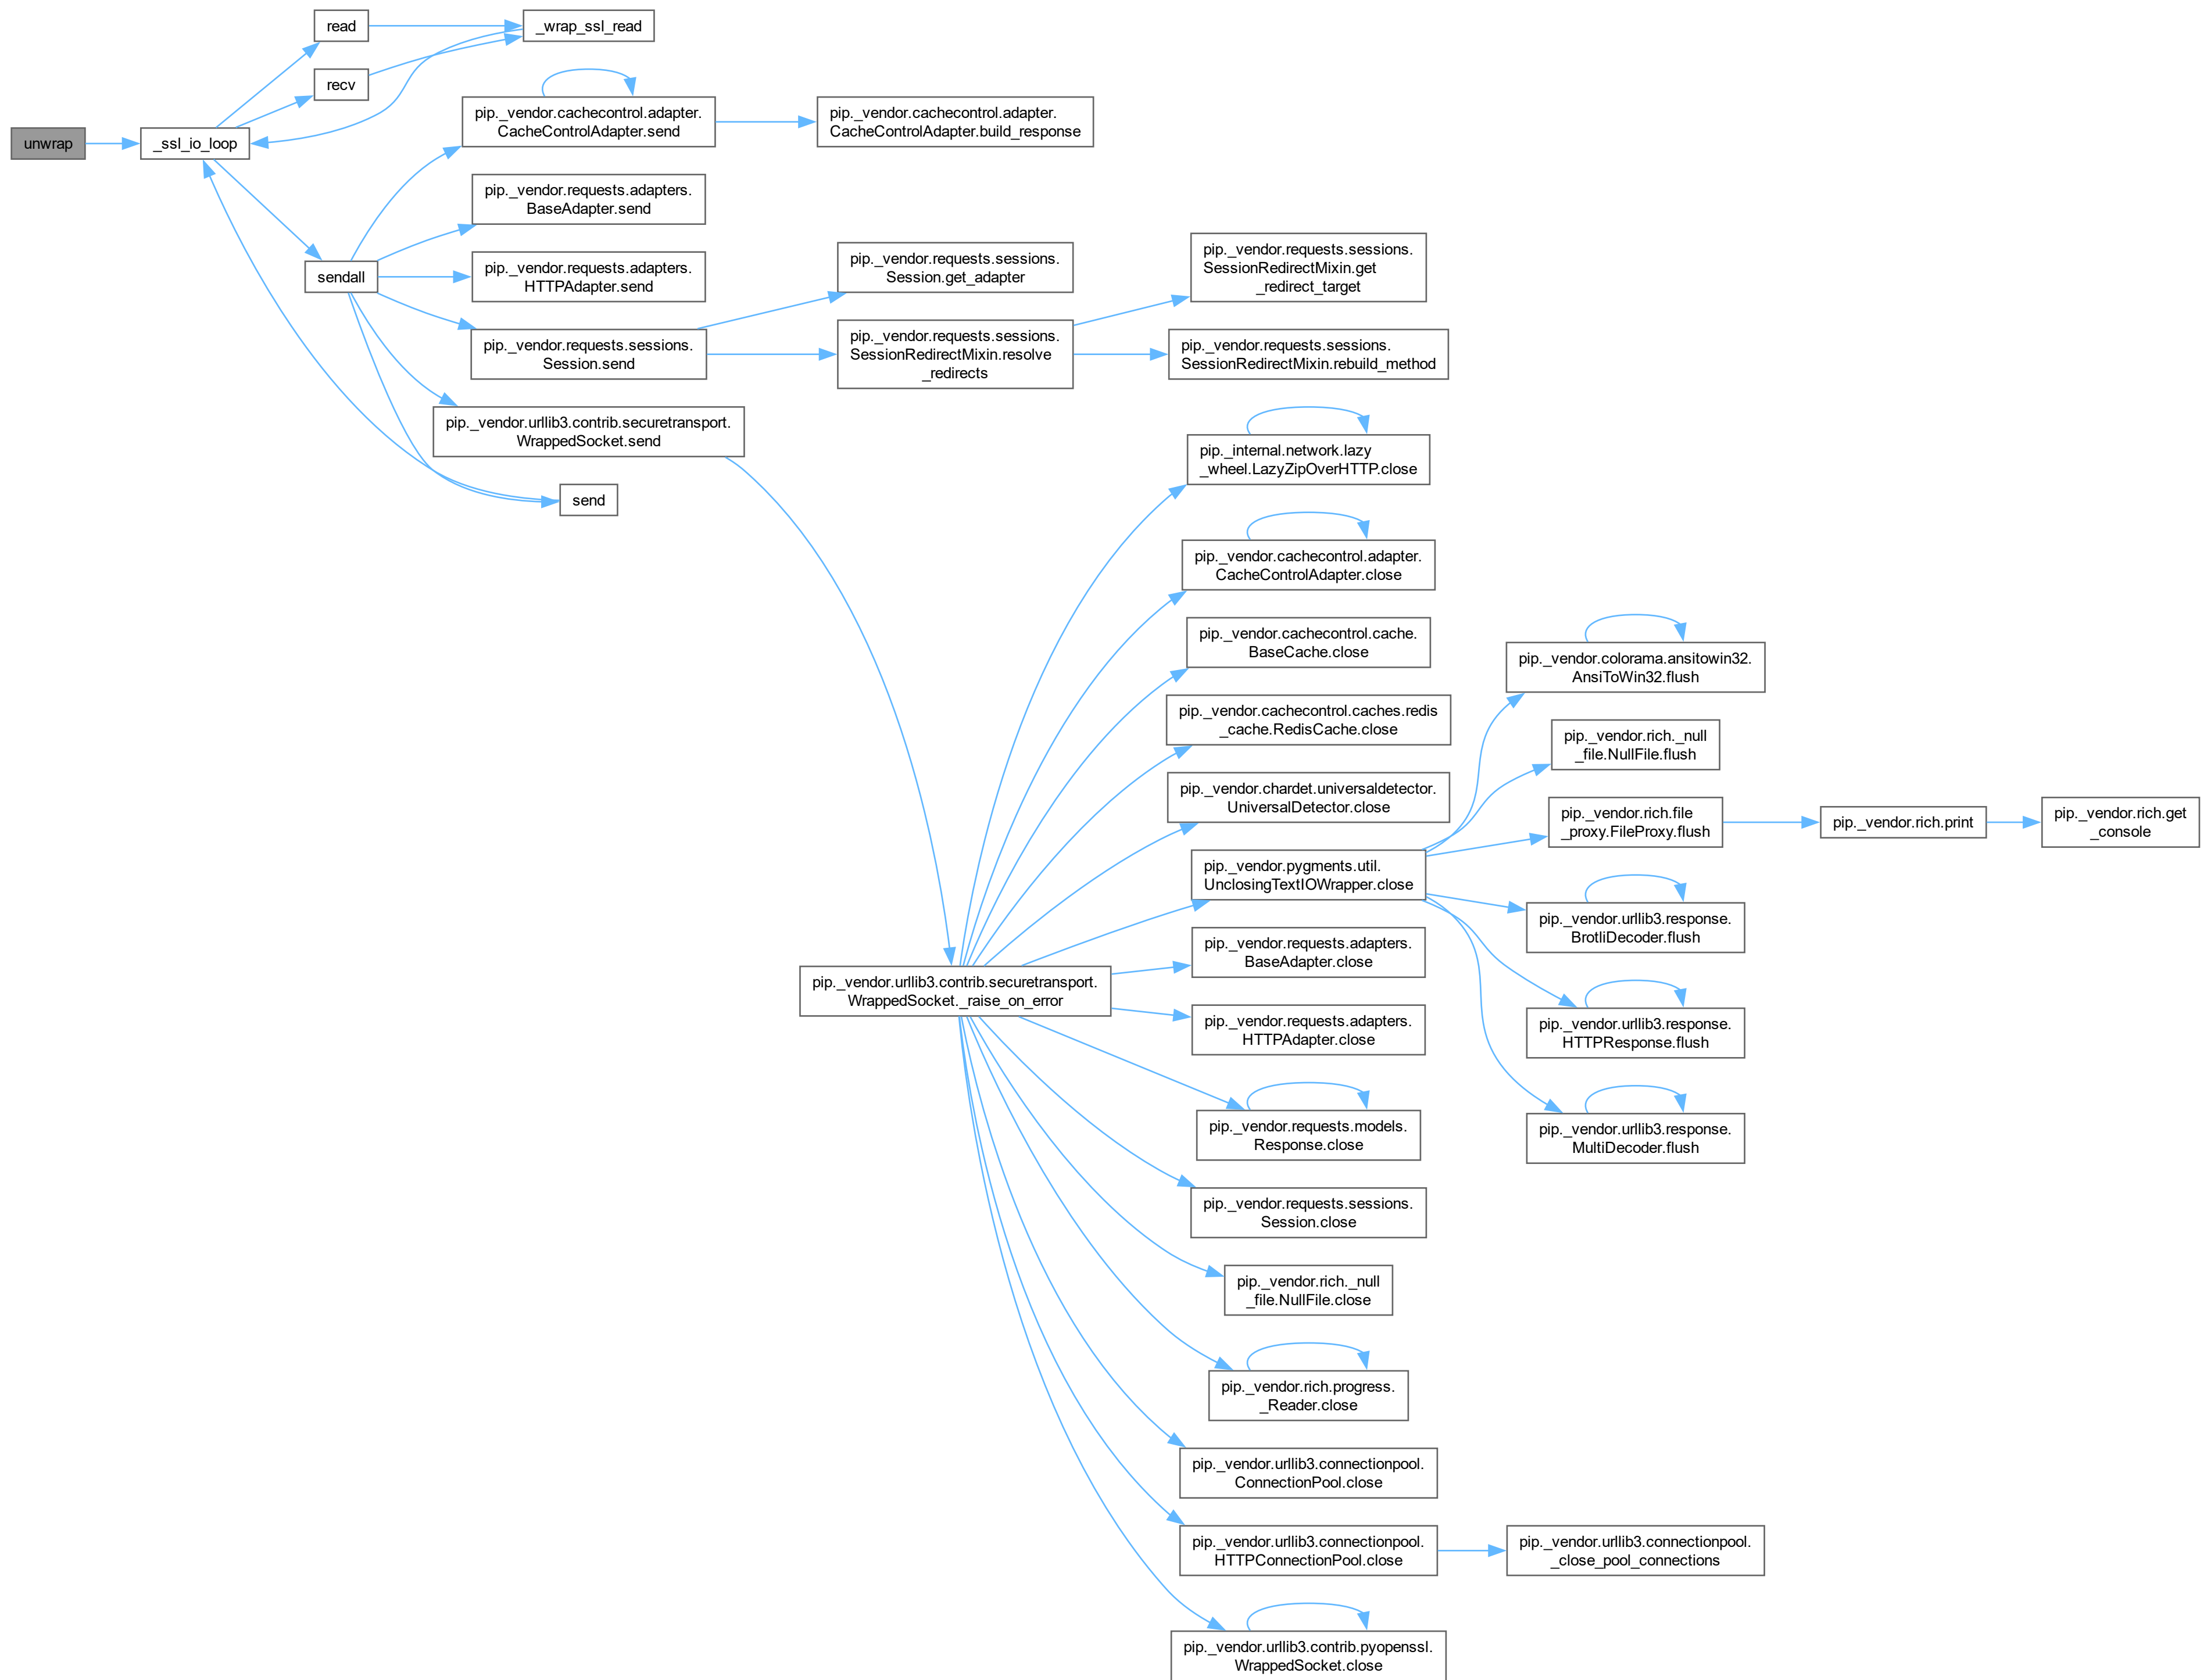 read
_wrap_ssl_read
recv
unwrap
_ssl_io_loop
pip._vendor.cachecontrol.adapter.
CacheControlAdapter.send
pip._vendor.cachecontrol.adapter.
CacheControlAdapter.build_response
pip._vendor.requests.adapters.
BaseAdapter.send
sendall
pip._vendor.requests.adapters.
HTTPAdapter.send
pip._vendor.requests.sessions.
Session.get_adapter
pip._vendor.requests.sessions.
SessionRedirectMixin.get
_redirect_target
pip._vendor.requests.sessions.
Session.send
pip._vendor.requests.sessions.
SessionRedirectMixin.resolve
_redirects
pip._vendor.requests.sessions.
SessionRedirectMixin.rebuild_method
pip._vendor.urllib3.contrib.securetransport.
WrappedSocket.send
send
pip._internal.network.lazy
_wheel.LazyZipOverHTTP.close
pip._vendor.cachecontrol.adapter.
CacheControlAdapter.close
pip._vendor.cachecontrol.cache.
BaseCache.close
pip._vendor.cachecontrol.caches.redis
_cache.RedisCache.close
pip._vendor.chardet.universaldetector.
UniversalDetector.close
pip._vendor.pygments.util.
UnclosingTextIOWrapper.close
pip._vendor.colorama.ansitowin32.
AnsiToWin32.flush
pip._vendor.rich._null
_file.NullFile.flush
pip._vendor.rich.file
_proxy.FileProxy.flush
pip._vendor.rich.print
pip._vendor.rich.get
_console
pip._vendor.urllib3.response.
BrotliDecoder.flush
pip._vendor.urllib3.response.
HTTPResponse.flush
pip._vendor.urllib3.response.
MultiDecoder.flush
pip._vendor.urllib3.contrib.securetransport.
WrappedSocket._raise_on_error
pip._vendor.requests.adapters.
BaseAdapter.close
pip._vendor.requests.adapters.
HTTPAdapter.close
pip._vendor.requests.models.
Response.close
pip._vendor.requests.sessions.
Session.close
pip._vendor.rich._null
_file.NullFile.close
pip._vendor.rich.progress.
_Reader.close
pip._vendor.urllib3.connectionpool.
ConnectionPool.close
pip._vendor.urllib3.connectionpool.
HTTPConnectionPool.close
pip._vendor.urllib3.connectionpool.
_close_pool_connections
pip._vendor.urllib3.contrib.pyopenssl.
WrappedSocket.close